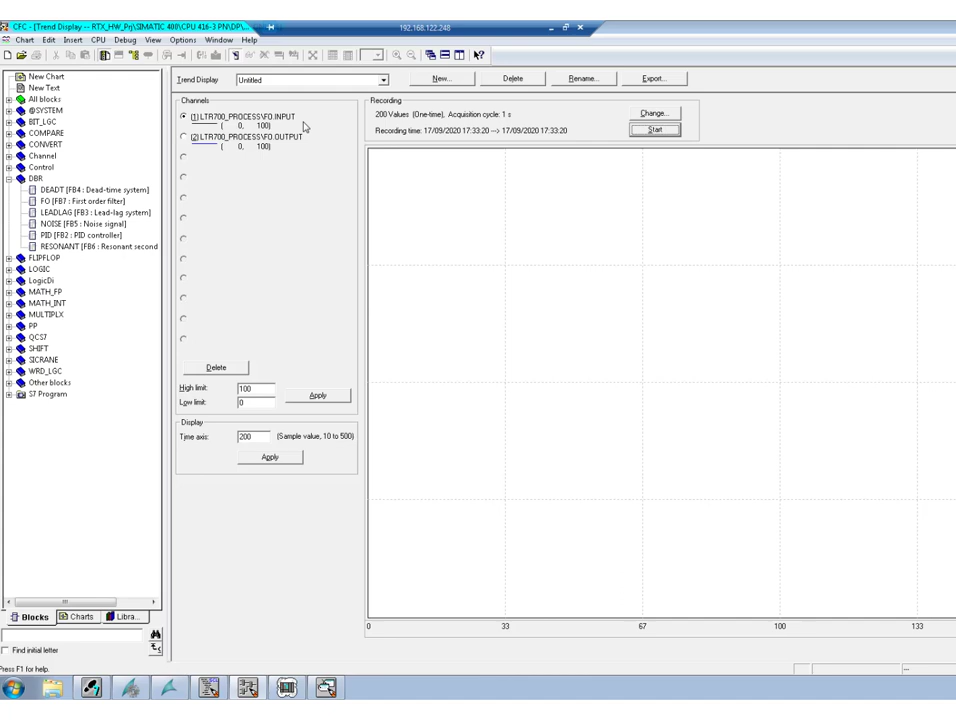 CFC - [Trend Display -- RTX_HW_Prj\SIMATIC 400\CPU 416-3 PN\DP\...
192.168.122.248
Chart Edit Insert CPU Debug View Options Window Help
New Chart
New Text
All blocks
@SYSTEM
BIT_LGC
COMPARE
CONVERT
Channel
Control
DBR
DEADT [FB4 : Dead-time system]
FO [FB7 : First order filter]
LEADLAG [FB3 : Lead-lag system]
NOISE [FB5 : Noise signal]
PID [FB2 : PID controller]
RESONANT [FB6 : Resonant second
FLIPFLOP
LOGIC
LogicDi
MATH_FP
MATH_INT
MULTIPLX
PP
QCS7
SHIFT
SICRANE
WRD_LGC
Other blocks
S7 Program
Blocks Charts Libra...
Find initial letter
Press F1 for help.
Trend Display Untitled New... Delete Rename... Export...
Channels
(1) LTR700_PROCESS\FO.INPUT
( 0, 100)
(2) LTR700_PROCESS\FO.OUTPUT
( 0, 100)
Delete
High limit: 100
Low limit: 0
Apply
Display
Time axis: 200 (Sample value, 10 to 500)
Apply
Recording
200 Values (One-time), Acquisition cycle: 1 s
Change...
Recording time: 17/09/2020 17:33:20 --> 17/09/2020 17:33:20
Start
0 33 67 100 133